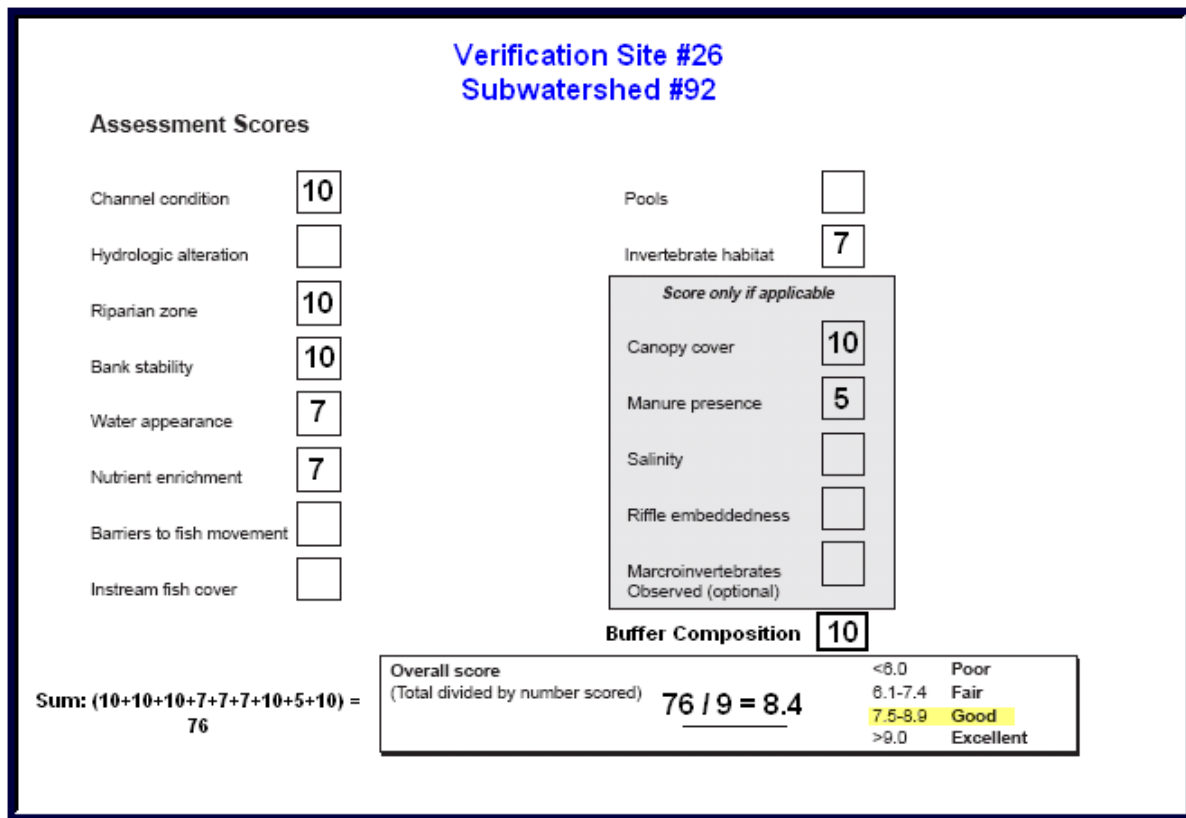 Verification Site #26
Subwatershed #92
Assessment Scores
Channel condition 10
Hydrologic alteration
Riparian zone 10
Bank stability 10
Water appearance 7
Nutrient enrichment 7
Barriers to fish movement
Instream fish cover
Pools
Invertebrate habitat 7
Score only if applicable
Canopy cover 10
Manure presence 5
Salinity
Riffle embeddedness
Marcroinvertebrates
Observed (optional)
Buffer Composition 10
Sum: (10+10+10+7+7+7+10+5+10) =
76
Overall score
(Total divided by number scored) 76 / 9 = 8.4
<6.0 Poor
6.1-7.4 Fair
7.5-8.9 Good
>9.0 Excellent